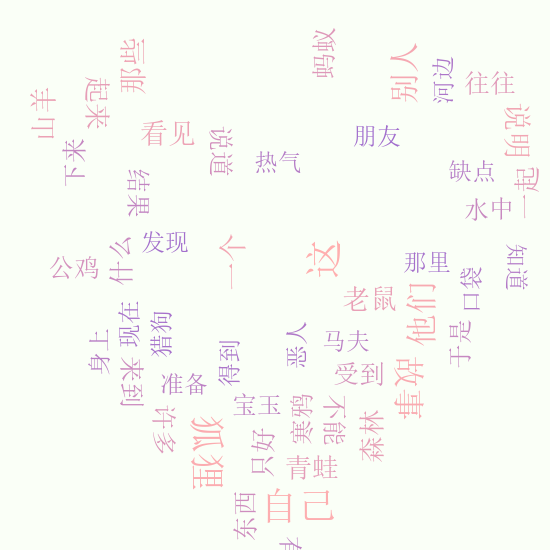 那些
蚂蚁
别人
河边
往往
起来
山羊
说明
看见
说道
朋友
下来
热气
缺点
一起
结果
水中
发现
一个
这
那里
知道
公鸡
什么
口袋
老鼠
他们
现在
猎狗
恶人
马夫
于是
身上
得到
受到
来到
准备
故事
宝玉
寒鸦
不能
许多
狐狸
只好
森林
青蛙
东西
自己